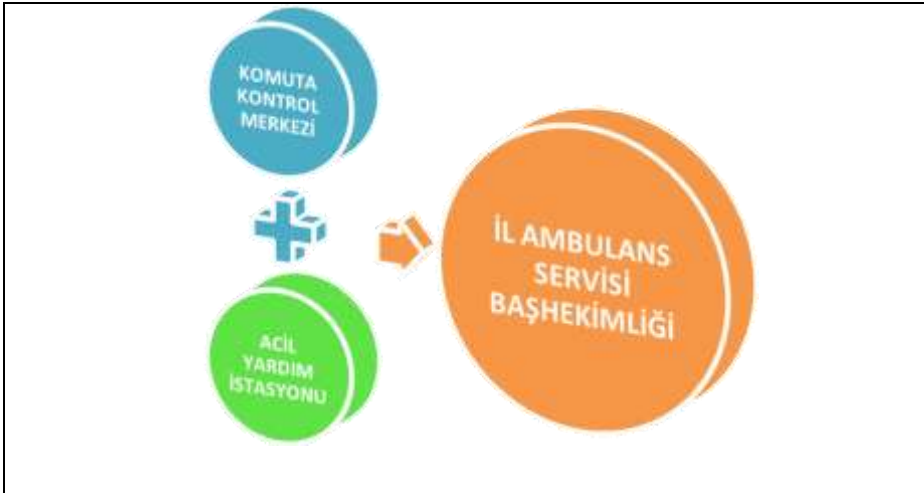 KOMUTA
KONTROL
MERKEZİ
ACİL
YARDIM
İSTASYONU
İL AMBULANS
SERVİSİ
BAŞHEKİMLİĞİ